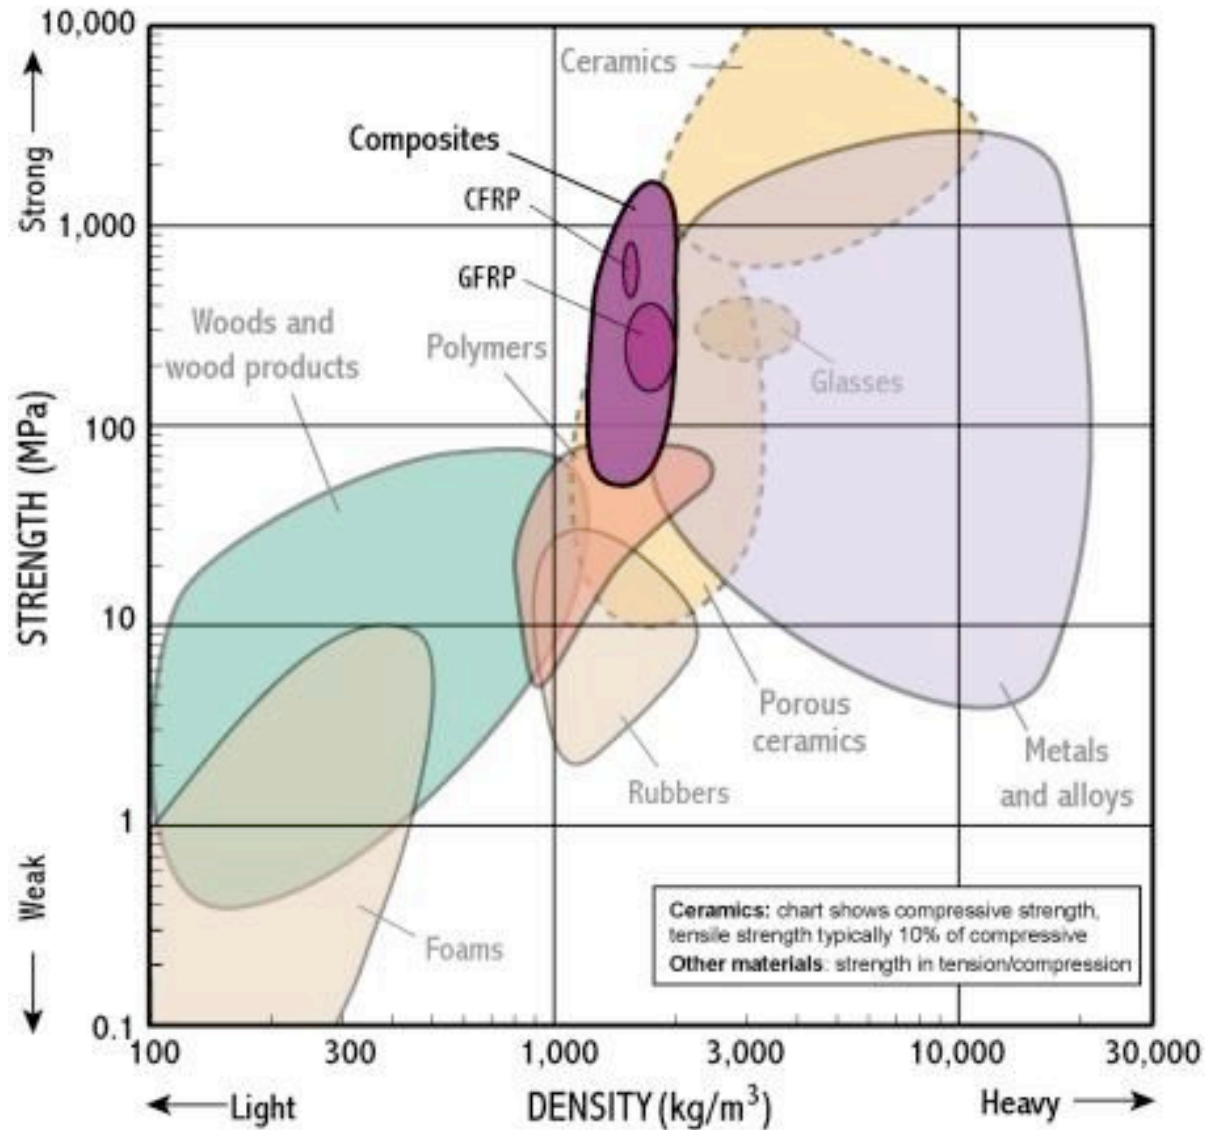 10,000
Strong
Ceramics
Composites
CFRP
1,000
GFRP
Woods and
wood products
Polymers
Glasses
100
STRENGTH (MPa)
10
Porous
ceramics
Metals
and alloys
Rubbers
1
Weak
Foams
Ceramics: chart shows compressive strength,
tensile strength typically 10% of compressive
Other materials: strength in tension/compression
0.1
100 300 1,000 3,000 10,000 30,000
Light DENSITY (kg/m³) Heavy